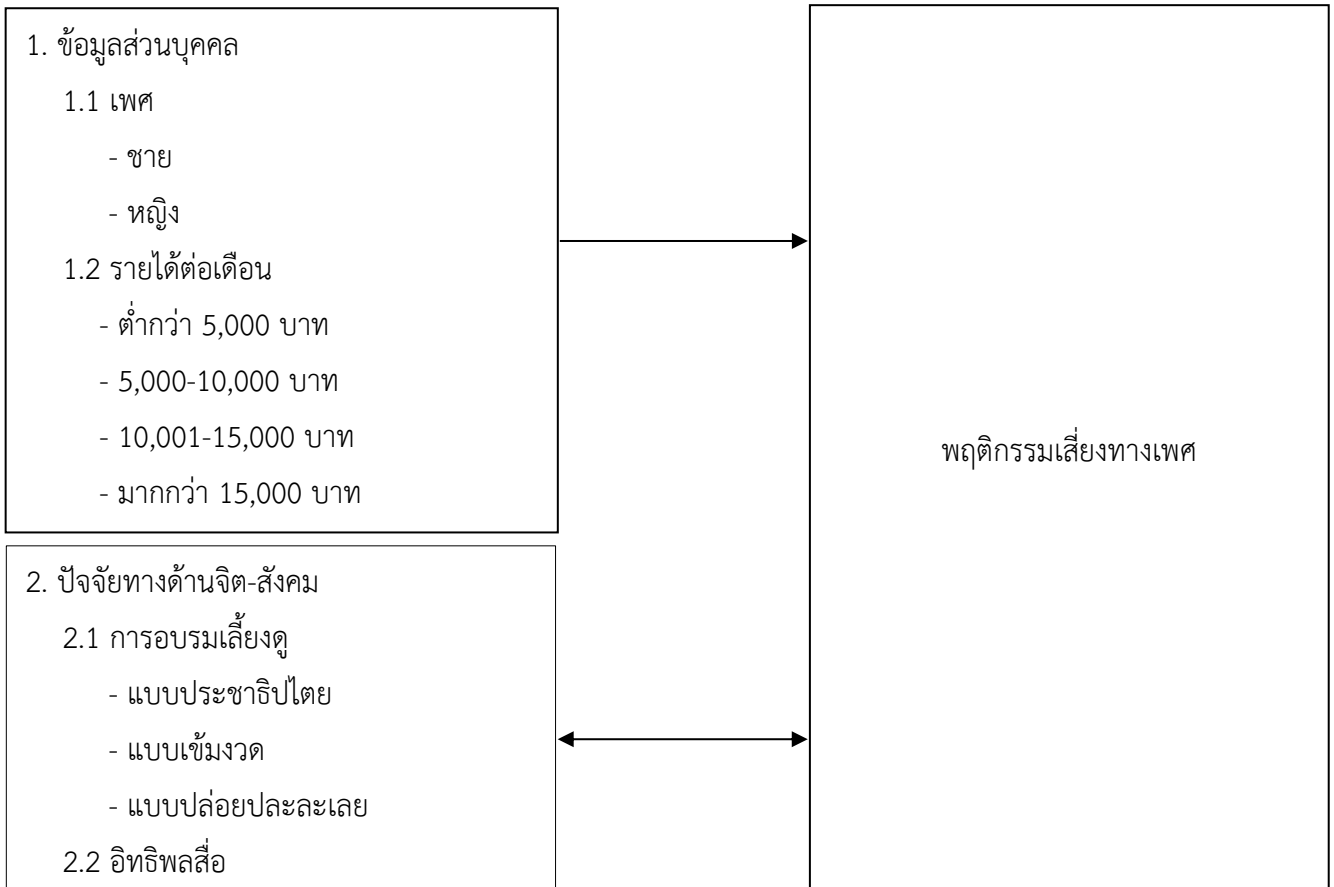 1. ข้อมูลส่วนบุคคล
1.1 เพศ
- ชาย
- หญิง
1.2 รายได้ต่อเดือน
- ต่ำกว่า 5,000 บาท
- 5,000-10,000 บาท
- 10,001-15,000 บาท
- มากกว่า 15,000 บาท
2. ปัจจัยทางด้านจิต-สังคม
2.1 การอบรมเลี้ยงดู
- แบบประชาธิปไตย
- แบบเข้มงวด
- แบบปล่อยปละละเลย
2.2 อิทธิพลสื่อ
พฤติกรรมเสี่ยงทางเพศ